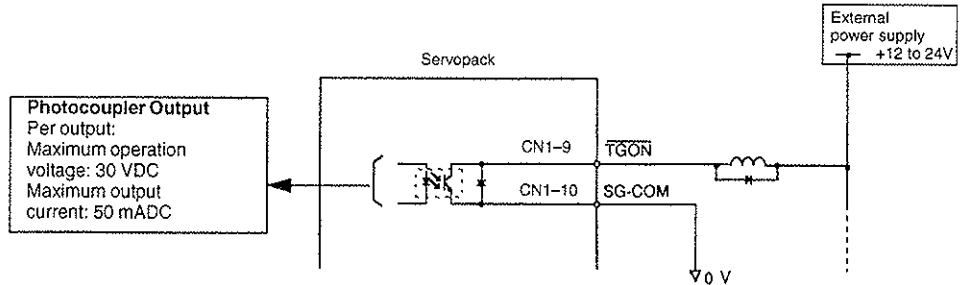 External
power supply
+12 to 24V
Servopack
Photocoupler Output
Per output:
Maximum operation
voltage: 30 VDC
Maximum output
current: 50 mADC
CN1–9
TGON
CN1–10
SG-COM
0 V